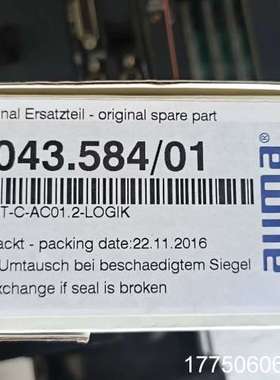 nal Ersatzteil - original spare part
043.584/01
T-C-AC01.2-LOGIK
ackt - packing date:22.11.2016
Umtausch bei beschaedigtem Siegel
xchange if seal is broken
auma
17750606